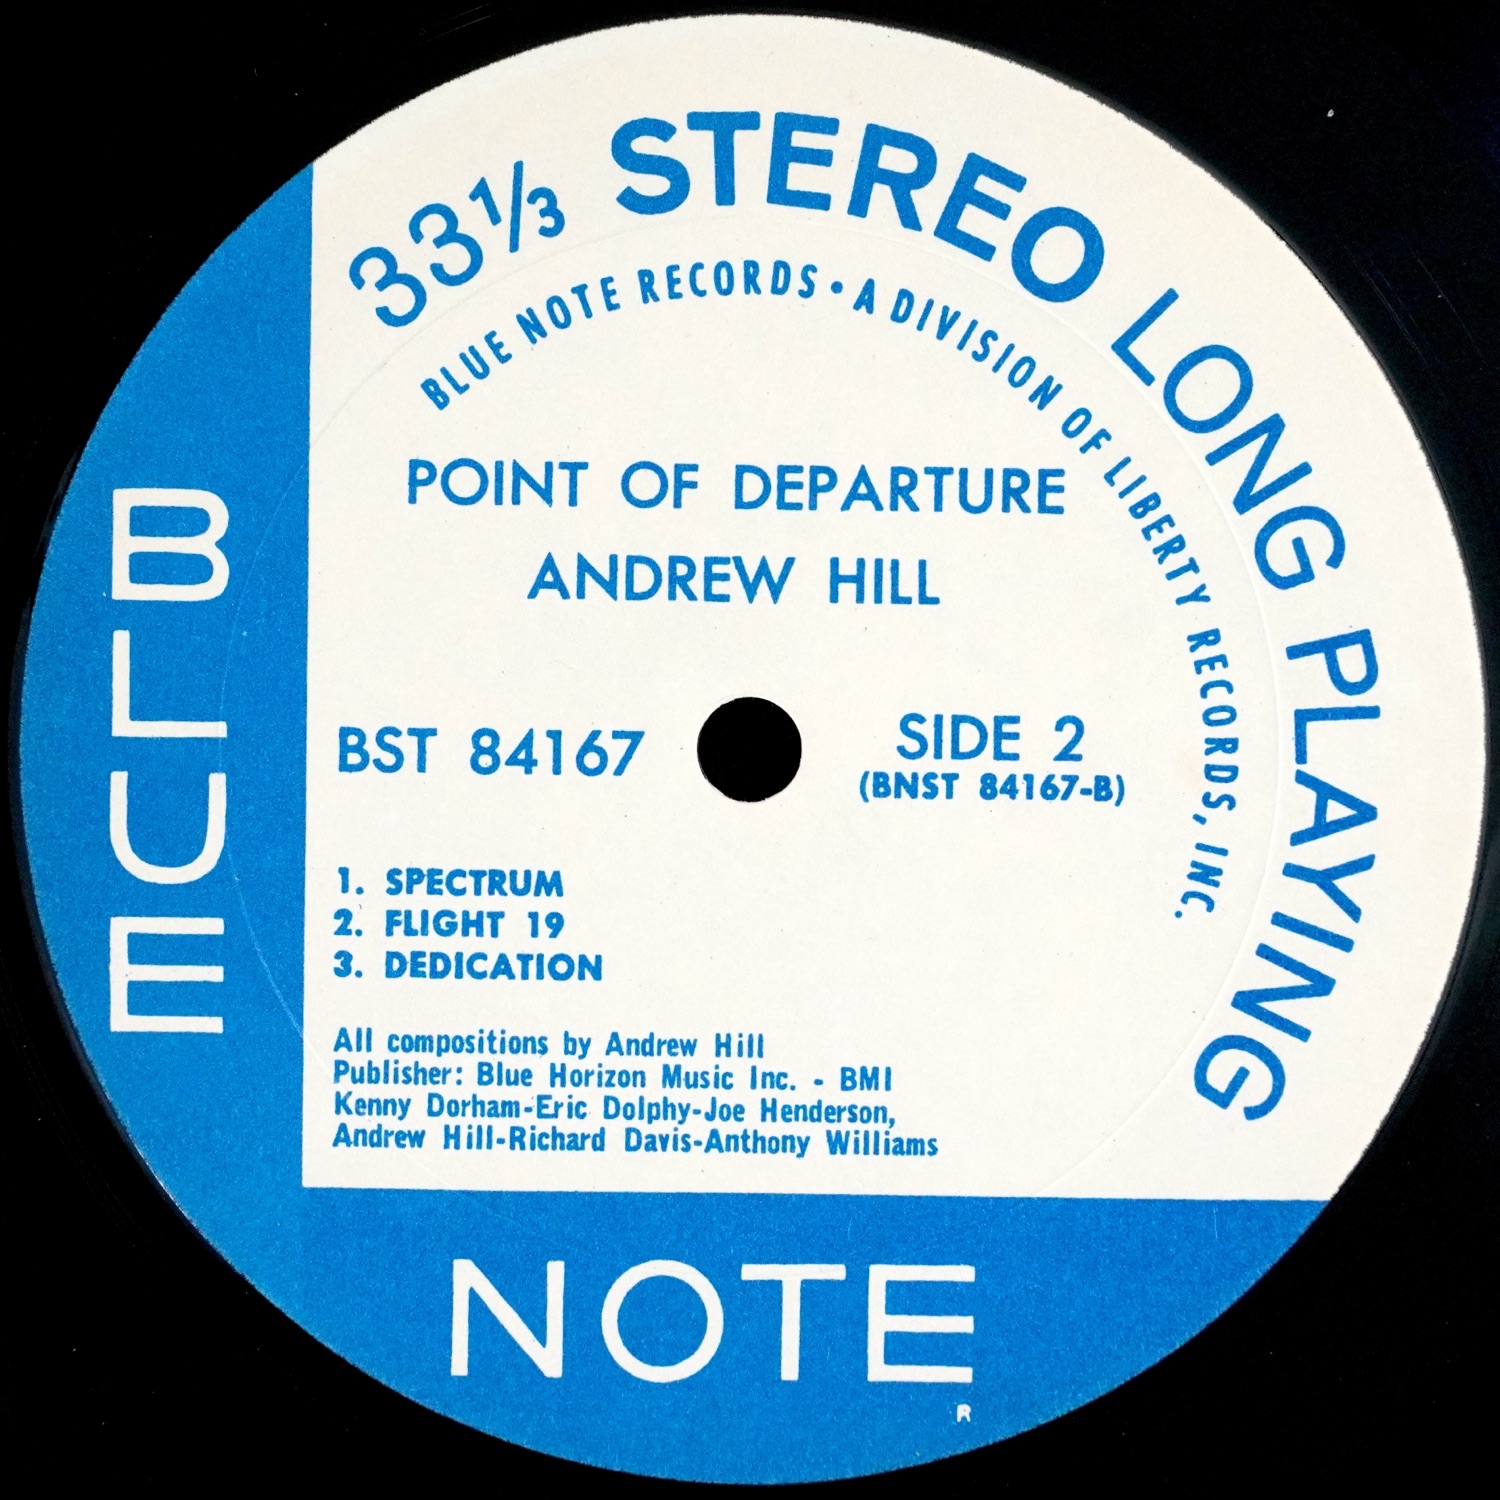 33 1/3 STEREO LONG PLAYING
BLUE NOTE RECORDS • A DIVISION OF LIBERTY RECORDS, INC.
POINT OF DEPARTURE
ANDREW HILL
BST 84167
SIDE 2
(BNST 84167-B)
1. SPECTRUM
2. FLIGHT 19
3. DEDICATION
All compositions by Andrew Hill
Publisher: Blue Horizon Music Inc. - BMI
Kenny Dorham-Eric Dolphy-Joe Henderson,
Andrew Hill-Richard Davis-Anthony Williams
BLUE
NOTE
R